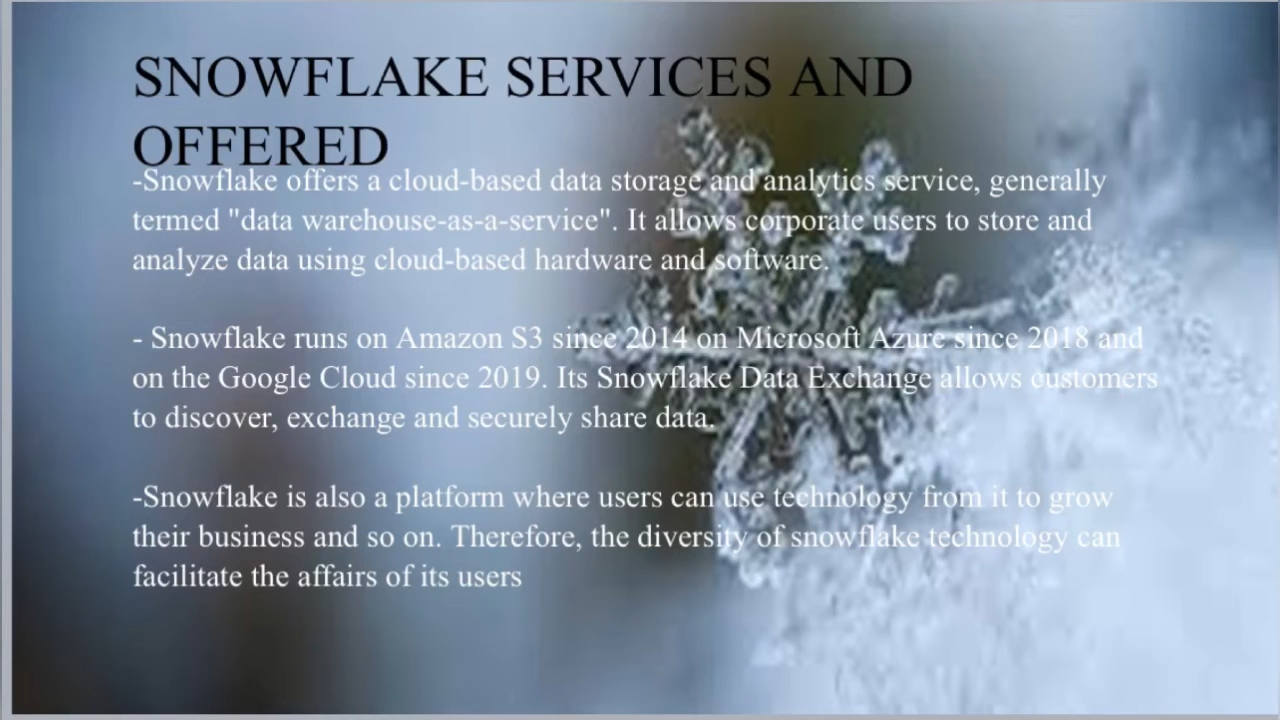 SNOWFLAKE SERVICES AND
OFFERED
-Snowflake offers a cloud-based data storage and analytics service, generally
termed "data warehouse-as-a-service". It allows corporate users to store and
analyze data using cloud-based hardware and software.
- Snowflake runs on Amazon S3 since 2014 on Microsoft Azure since 2018 and
on the Google Cloud since 2019. Its Snowflake Data Exchange allows customers
to discover, exchange and securely share data.
-Snowflake is also a platform where users can use technology from it to grow
their business and so on. Therefore, the diversity of snowflake technology can
facilitate the affairs of its users